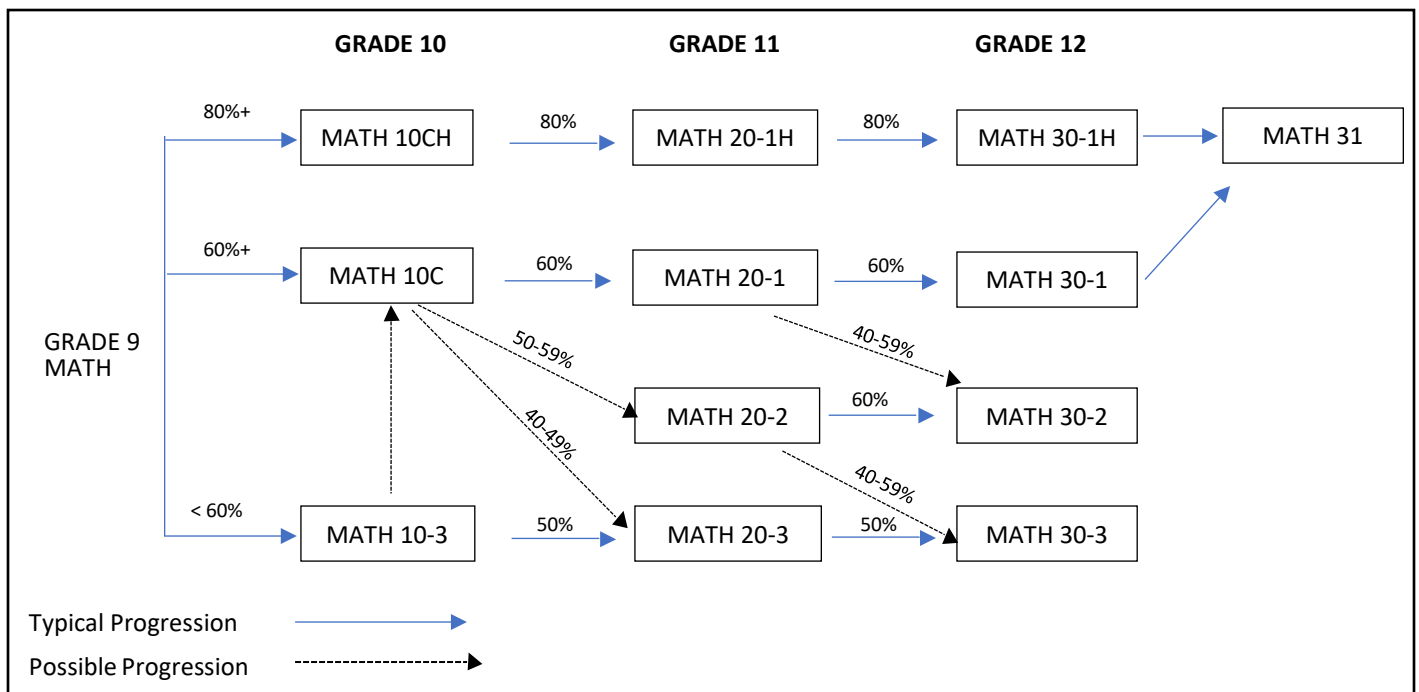 GRADE 10 GRADE 11 GRADE 12
80%+ 80% 80%
MATH 10CH MATH 20-1H MATH 30-1H MATH 31
60%+ 60% 60%
MATH 10C MATH 20-1 MATH 30-1
GRADE 9
MATH
50-59% 40-59%
60%
MATH 20-2 MATH 30-2
40-49% 40-59%
< 60% 50% 50%
MATH 10-3 MATH 20-3 MATH 30-3
Typical Progression
Possible Progression